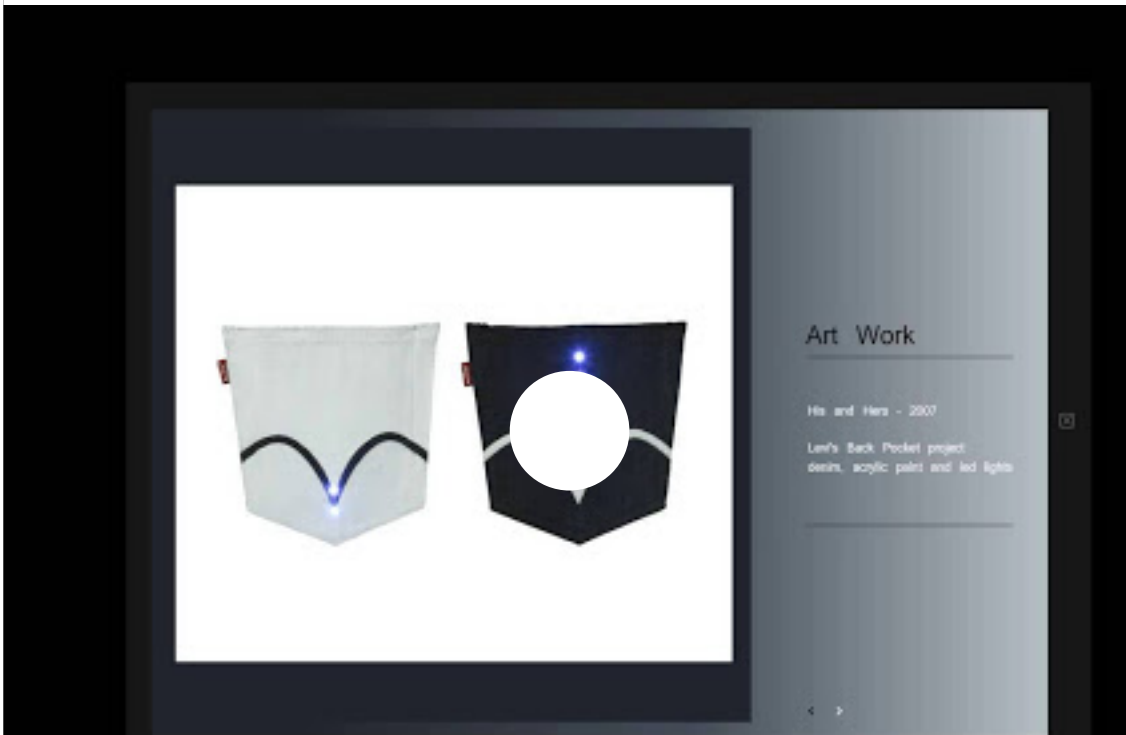 Art Work
His and Hers - 2007
Levi's Back Pocket project
denim, acrylic paint and led lights